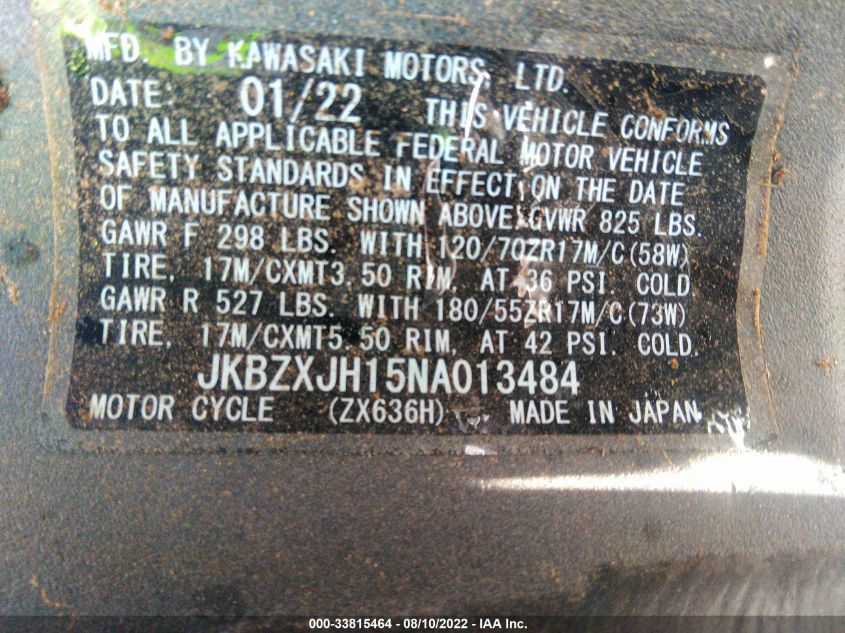 MFD. BY KAWASAKI MOTORS, LTD.
DATE: 01/22 THIS VEHICLE CONFORMS
TO ALL APPLICABLE FEDERAL MOTOR VEHICLE
SAFETY STANDARDS IN EFFECT ON THE DATE
OF MANUFACTURE SHOWN ABOVE. GVWR 825 LBS.
GAWR F 298 LBS. WITH 120/70ZR17M/C(58W)
TIRE, 17M/CXMT3.50 RIM, AT 36 PSI. COLD
GAWR R 527 LBS. WITH 180/55ZR17M/C(73W)
TIRE, 17M/CXMT5.50 RIM, AT 42 PSI. COLD.
JKBZXJH15NA013484
MOTOR CYCLE (ZX636H) MADE IN JAPAN
000-33815464 - 08/10/2022 - IAA Inc.